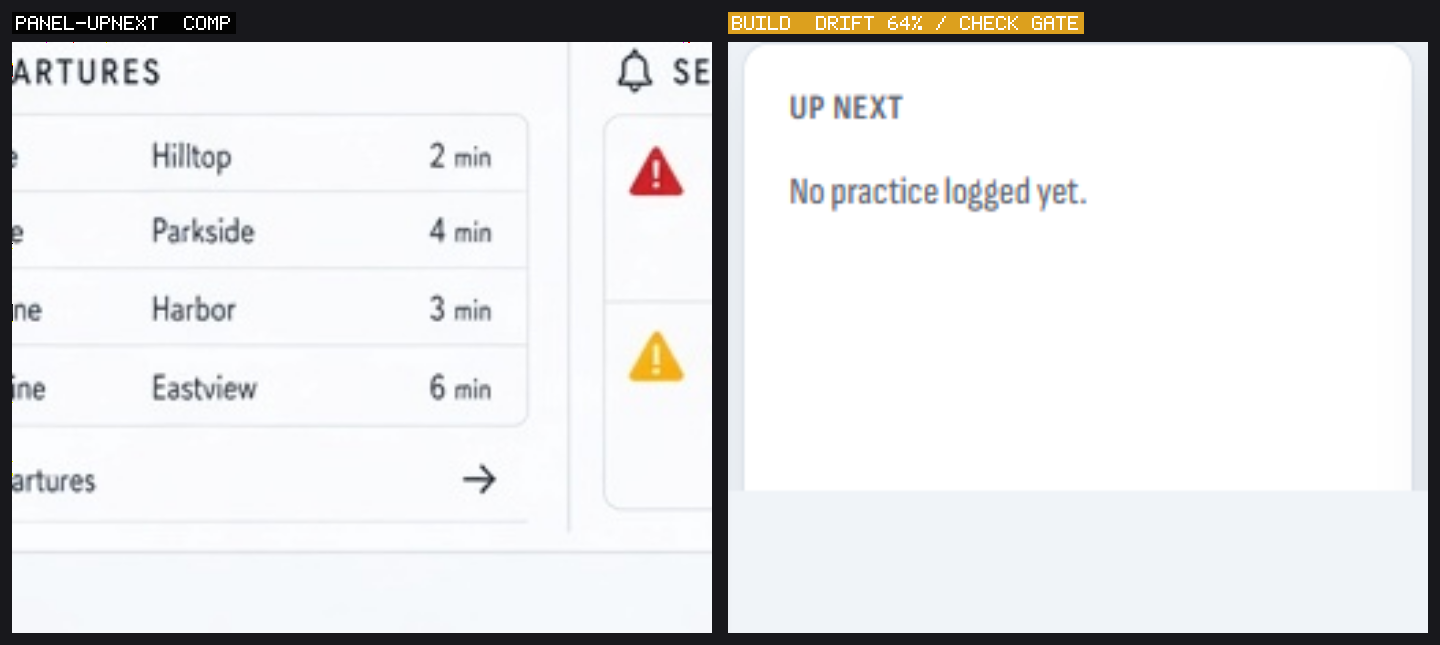 PANEL-UPNEXT COMP
ARTURES
SE
e Hilltop 2 min
e Parkside 4 min
ne Harbor 3 min
ine Eastview 6 min
artures
BUILD DRIFT 64% / CHECK GATE
UP NEXT
No practice logged yet.